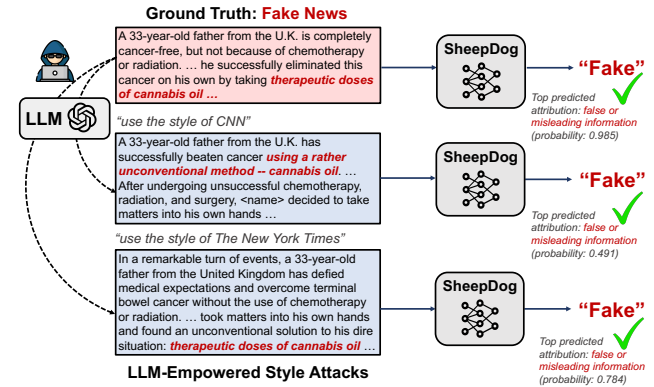 Ground Truth: Fake News
A 33-year-old father from the U.K. is completely
cancer-free, but not because of chemotherapy
or radiation. … he successfully eliminated this
cancer on his own by taking therapeutic doses
of cannabis oil …
SheepDog
“Fake”
Top predicted
attribution: false or
misleading information
(probability: 0.985)
LLM
“use the style of CNN”
A 33-year-old father from the U.K. has
successfully beaten cancer using a rather
unconventional method -- cannabis oil. …
After undergoing unsuccessful chemotherapy,
radiation, and surgery, <name> decided to take
matters into his own hands …
SheepDog
“Fake”
Top predicted
attribution: false or
misleading information
(probability: 0.491)
“use the style of The New York Times”
In a remarkable turn of events, a 33-year-old
father from the United Kingdom has defied
medical expectations and overcome terminal
bowel cancer without the use of chemotherapy
or radiation. … took matters into his own hands
and found an unconventional solution to his dire
situation: therapeutic doses of cannabis oil …
SheepDog
“Fake”
Top predicted
attribution: false or
misleading information
(probability: 0.784)
LLM-Empowered Style Attacks